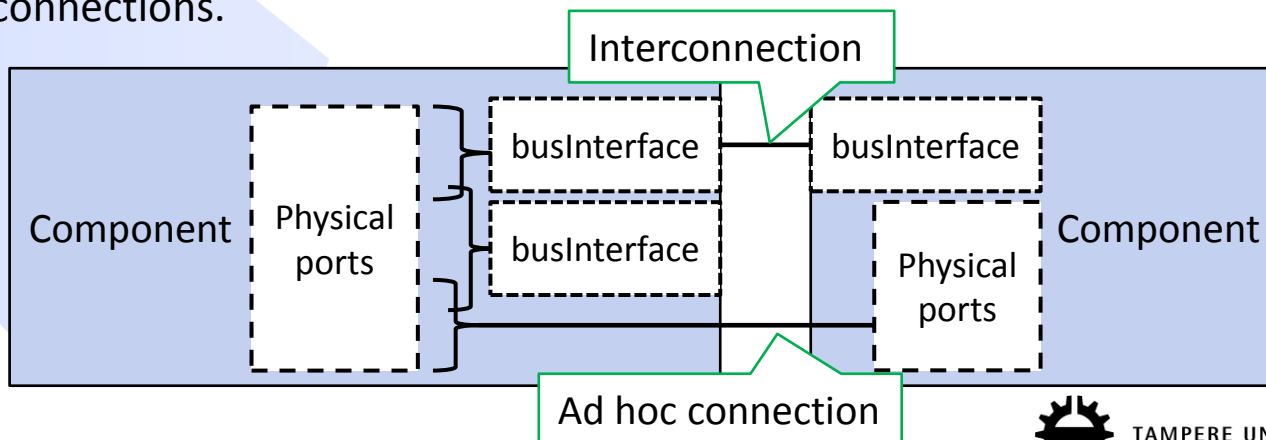 connections.
Interconnection
busInterface
busInterface
Component
Physical
ports
busInterface
Component
Physical
ports
Ad hoc connection
TAMPERE UN